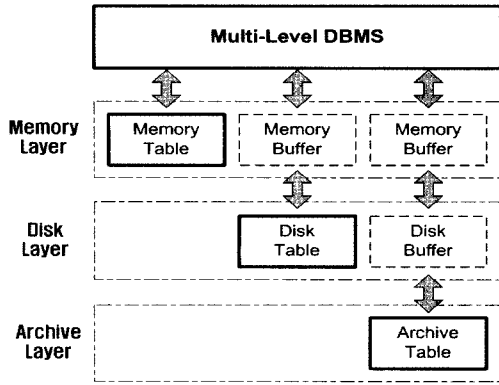 Multi-Level DBMS
Memory
Layer
Memory
Table
Memory
Buffer
Memory
Buffer
Disk
Layer
Disk
Table
Disk
Buffer
Archive
Layer
Archive
Table